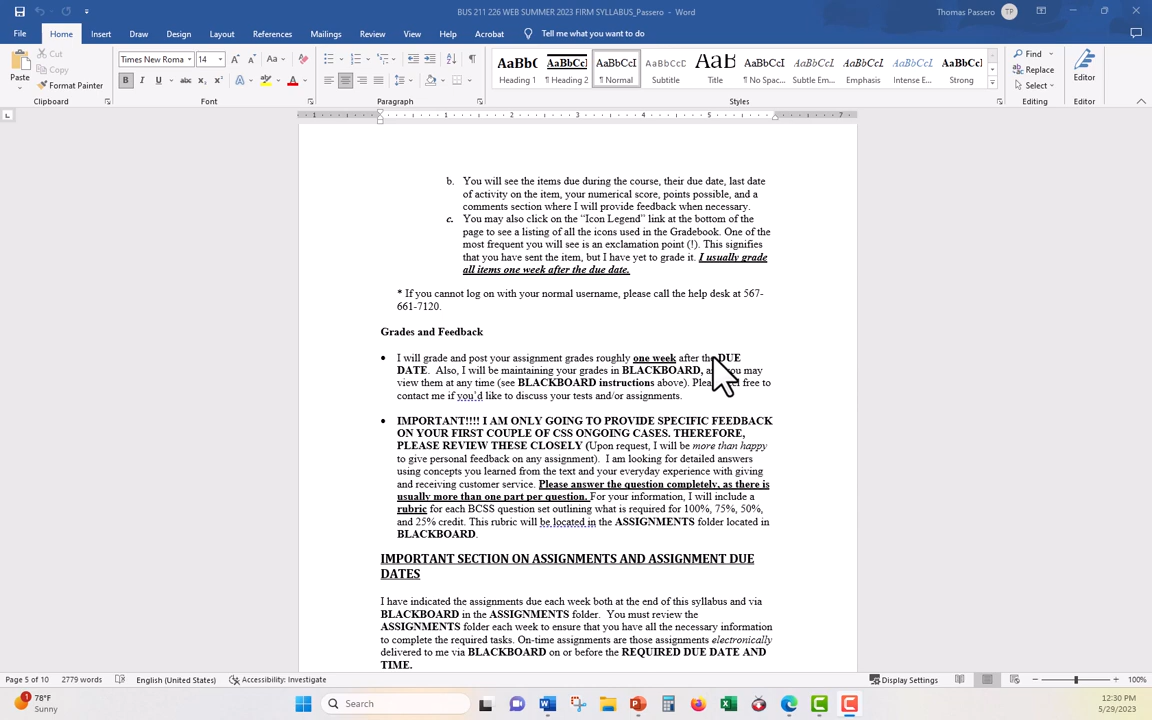 BUS 211 226 WEB SUMMER 2023 FIRM SYLLABUS_Passero - Word
Thomas Passero
TP
File Home Insert Draw Design Layout References Mailings Review View Help Acrobat Tell me what you want to do
Paste
Cut
Copy
Format Painter
Clipboard
Times New Roma 14
Font
Paragraph
AaBbC AaBbCcI AaBbCcI AaBbCcD AaB AaBbCcI AaBbCcI AaBbCcI AaBbCcI AaBbCcl
Heading 1 ¶ Heading 2 ¶ Normal Subtitle Title ¶ No Spac... Subtle Em... Emphasis Intense E... Strong
Styles
Find
Replace
Select
Editing
Editor
Editor
1 1 2 3 4 5 7
b. You will see the items due during the course, their due date, last date
of activity on the item, your numerical score, points possible, and a
comments section where I will provide feedback when necessary.
c. You may also click on the “Icon Legend” link at the bottom of the
page to see a listing of all the icons used in the Gradebook. One of the
most frequent you will see is an exclamation point (!). This signifies
that you have sent the item, but I have yet to grade it. I usually grade
all items one week after the due date.
* If you cannot log on with your normal username, please call the help desk at 567-
661-7120.
Grades and Feedback
• I will grade and post your assignment grades roughly one week after the DUE
DATE. Also, I will be maintaining your grades in BLACKBOARD, you may
view them at any time (see BLACKBOARD instructions above). free to
contact me if you’d like to discuss your tests and/or assignments.
• IMPORTANT!!!! I AM ONLY GOING TO PROVIDE SPECIFIC FEEDBACK
ON YOUR FIRST COUPLE OF CSS ONGOING CASES. THEREFORE,
PLEASE REVIEW THESE CLOSELY (Upon request, I will be more than happy
to give personal feedback on any assignment). I am looking for detailed answers
using concepts you learned from the text and your everyday experience with giving
and receiving customer service. Please answer the question completely, as there is
usually more than one part per question. For your information, I will include a
rubric for each BCSS question set outlining what is required for 100%, 75%, 50%,
and 25% credit. This rubric will be located in the ASSIGNMENTS folder located in
BLACKBOARD.
IMPORTANT SECTION ON ASSIGNMENTS AND ASSIGNMENT DUE
DATES
I have indicated the assignments due each week both at the end of this syllabus and via
BLACKBOARD in the ASSIGNMENTS folder. You must review the
ASSIGNMENTS folder each week to ensure that you have all the necessary information
to complete the required tasks. On-time assignments are those assignments electronically
delivered to me via BLACKBOARD on or before the REQUIRED DUE DATE AND
TIME.
Page 5 of 10 2779 words English (United States) Accessibility: Investigate Display Settings 100%
1
78°F
Sunny
Search
12:30 PM
5/29/2023